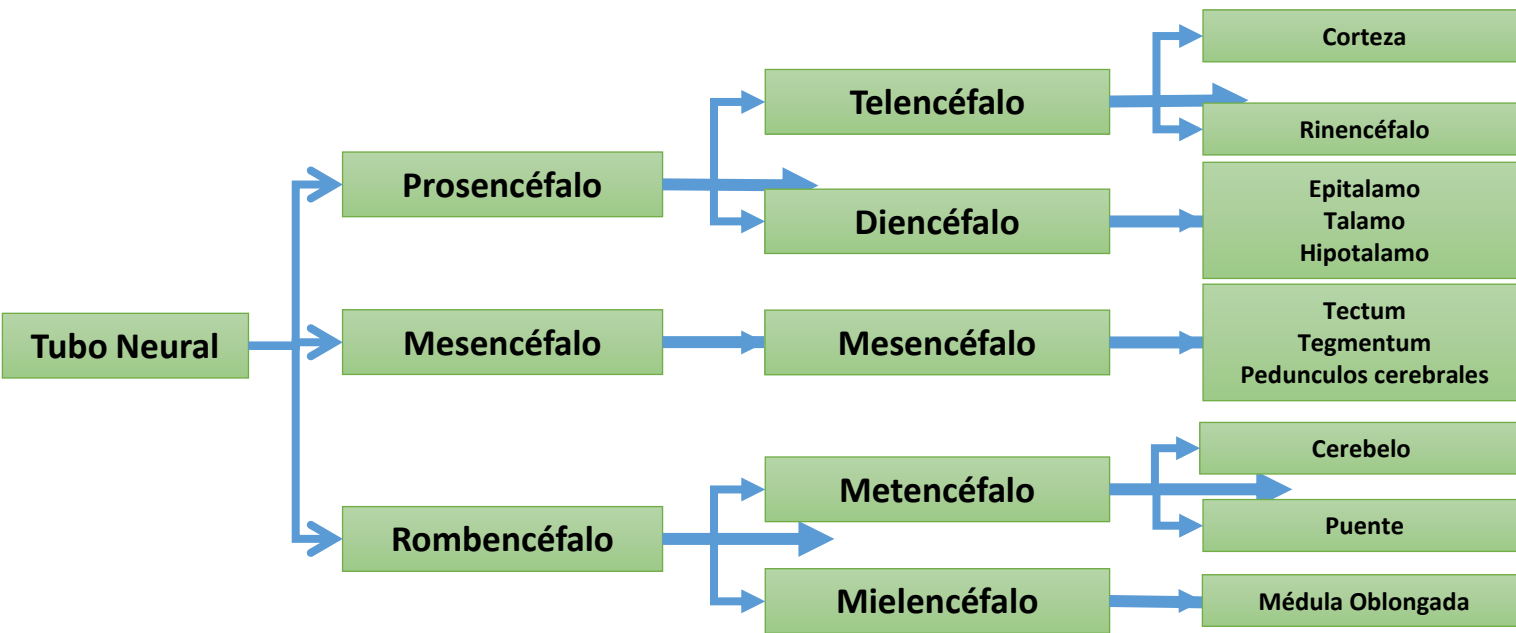 Tubo Neural
Prosencéfalo
Mesencéfalo
Rombencéfalo
Telencéfalo
Diencéfalo
Mesencéfalo
Metencéfalo
Mielencéfalo
Corteza
Rinencéfalo
Epitalamo
Talamo
Hipotalamo
Tectum
Tegmentum
Pedunculos cerebrales
Cerebelo
Puente
Médula Oblongada